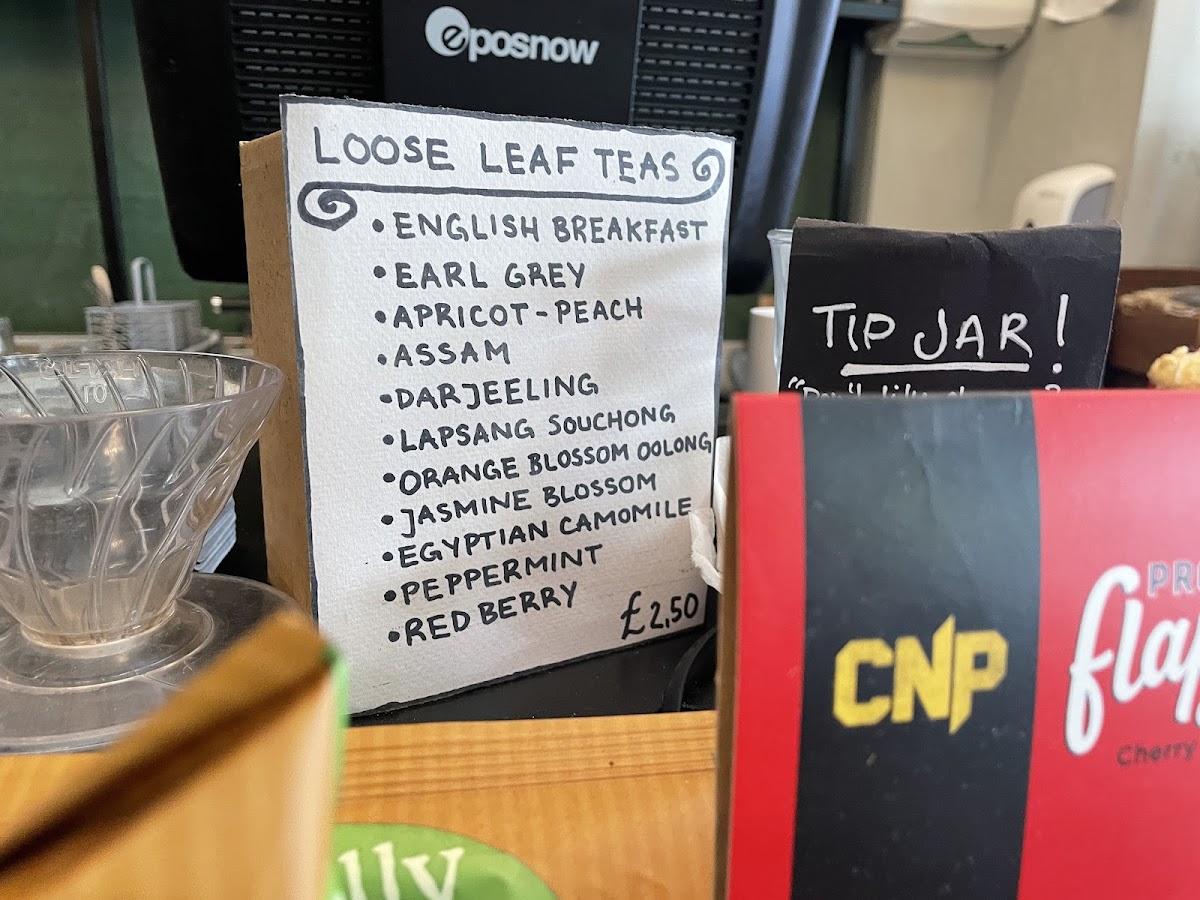 eposnow
LOOSE LEAF TEAS
• ENGLISH BREAKFAST
• EARL GREY
• APRICOT-PEACH
• ASSAM
• DARJEELING
• LAPSANG SOUCHONG
• ORANGE BLOSSOM OOLONG
• JASMINE BLOSSOM
• EGYPTIAN CAMOMILE
• PEPPERMINT
• RED BERRY
£2,50
TIP JAR!
CNP
Cherry